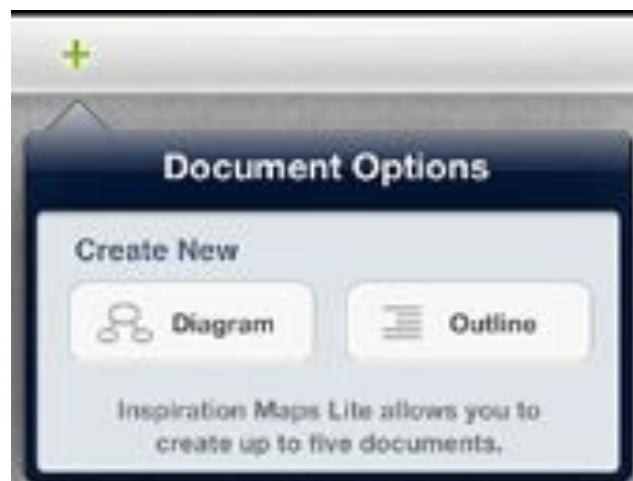 Document Options
Create New
Diagram
Outline
Inspiration Maps Lite allows you to
create up to five documents.